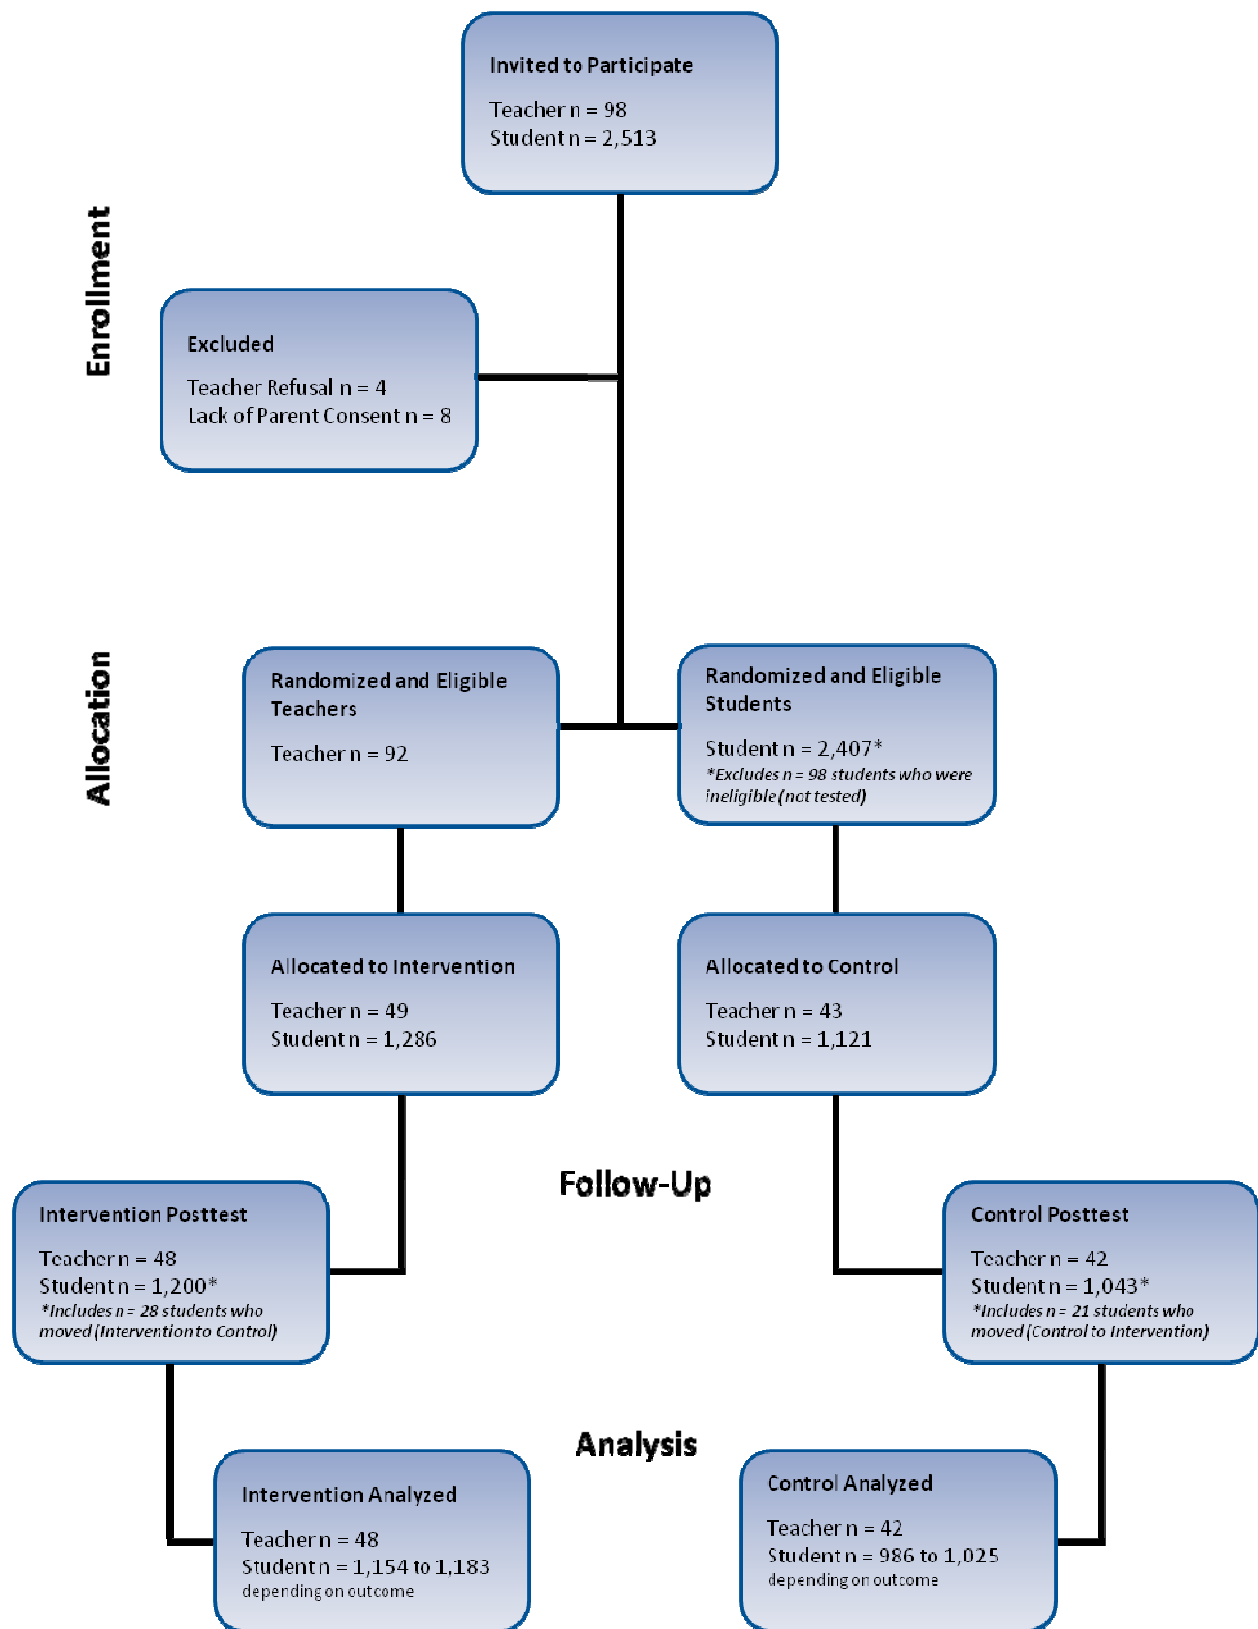 Invited to Participate
Teacher n = 98
Student n = 2,513
Enrollment
Excluded
Teacher Refusal n = 4
Lack of Parent Consent n = 8
Allocation
Randomized and Eligible
Teachers
Teacher n = 92
Randomized and Eligible
Students
Student n = 2,407*
*Excludes n = 98 students who were
ineligible (not tested)
Allocated to Intervention
Teacher n = 49
Student n = 1,286
Allocated to Control
Teacher n = 43
Student n = 1,121
Follow-Up
Intervention Posttest
Teacher n = 48
Student n = 1,200*
*Includes n = 28 students who
moved (Intervention to Control)
Control Posttest
Teacher n = 42
Student n = 1,043*
*Includes n = 21 students who
moved (Control to Intervention)
Analysis
Intervention Analyzed
Teacher n = 48
Student n = 1,154 to 1,183
depending on outcome
Control Analyzed
Teacher n = 42
Student n = 986 to 1,025
depending on outcome